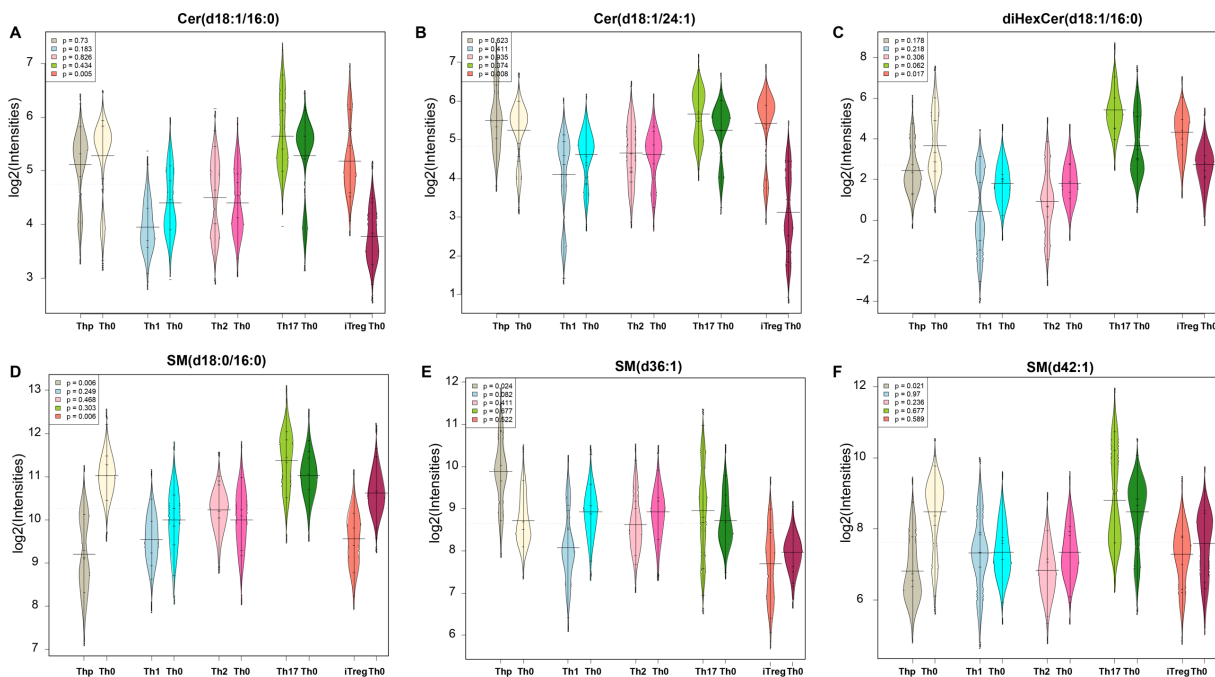 Cer(d18:1/16:0)
A
p = 0.73
p = 0.183
p = 0.826
p = 0.434
p = 0.005
log2(Intensities)
7
6
5
4
3
Thp Th0 Th1 Th0 Th2 Th0 Th17 Th0 iTreg Th0
Cer(d18:1/24:1)
B
p = 0.623
p = 0.411
p = 0.935
p = 0.374
p = 0.008
log2(Intensities)
7
6
5
4
3
2
1
Thp Th0 Th1 Th0 Th2 Th0 Th17 Th0 iTreg Th0
diHexCer(d18:1/16:0)
C
p = 0.178
p = 0.218
p = 0.306
p = 0.062
p = 0.017
log2(Intensities)
8
6
4
2
0
−2
−4
Thp Th0 Th1 Th0 Th2 Th0 Th17 Th0 iTreg Th0
SM(d18:0/16:0)
D
p = 0.006
p = 0.249
p = 0.468
p = 0.303
p = 0.006
log2(Intensities)
13
12
11
10
9
8
7
Thp Th0 Th1 Th0 Th2 Th0 Th17 Th0 iTreg Th0
SM(d36:1)
E
p = 0.024
p = 0.082
p = 0.411
p = 0.677
p = 0.522
log2(Intensities)
12
11
10
9
8
7
6
Thp Th0 Th1 Th0 Th2 Th0 Th17 Th0 iTreg Th0
SM(d42:1)
F
p = 0.021
p = 0.97
p = 0.236
p = 0.677
p = 0.589
log2(Intensities)
12
10
8
6
Thp Th0 Th1 Th0 Th2 Th0 Th17 Th0 iTreg Th0